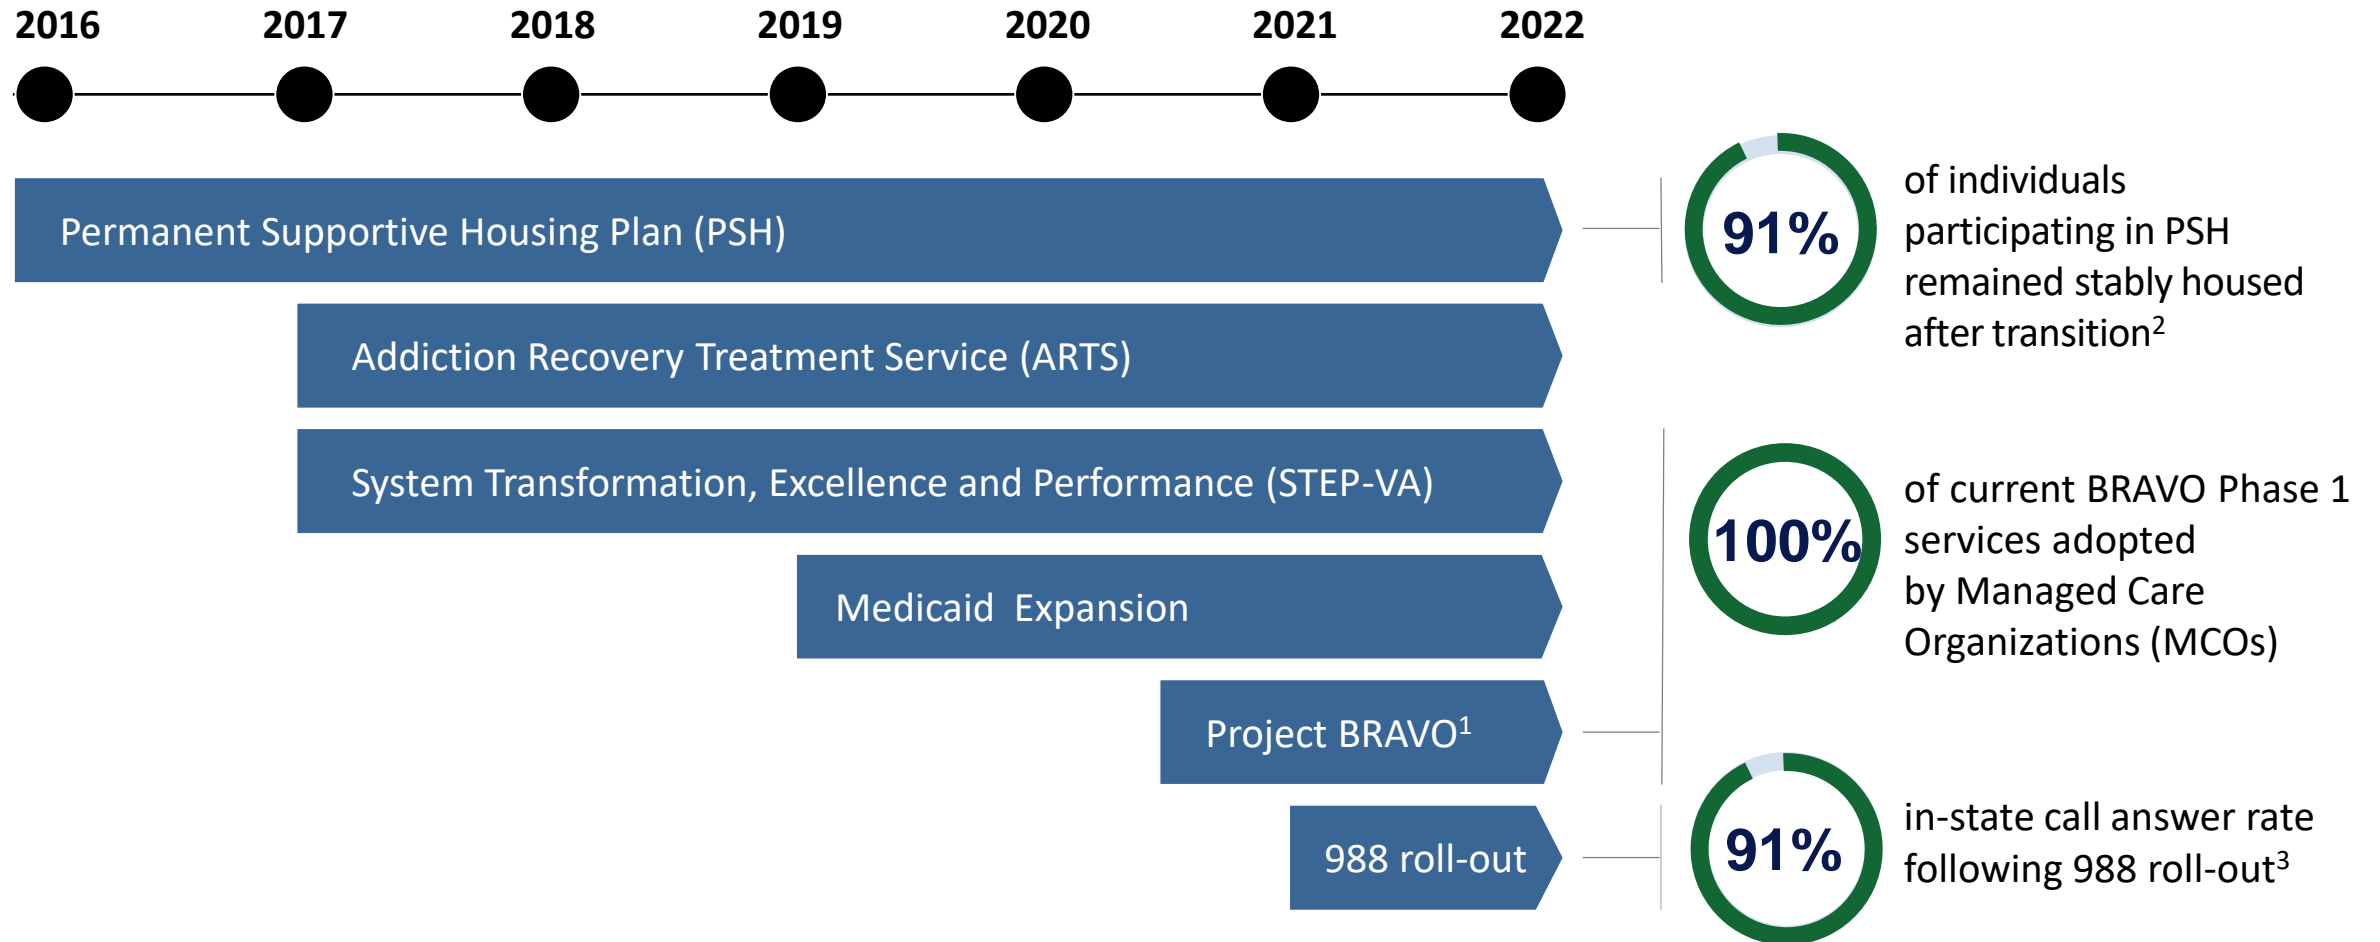 2016 2017 2018 2019 2020 2021 2022
Permanent Supportive Housing Plan (PSH)
91%
of individuals
participating in PSH
remained stably housed
after transition²
Addiction Recovery Treatment Service (ARTS)
System Transformation, Excellence and Performance (STEP-VA)
100%
of current BRAVO Phase 1
services adopted
by Managed Care
Organizations (MCOs)
Medicaid  Expansion
Project BRAVO¹
988 roll-out
91%
in-state call answer rate
following 988 roll-out³